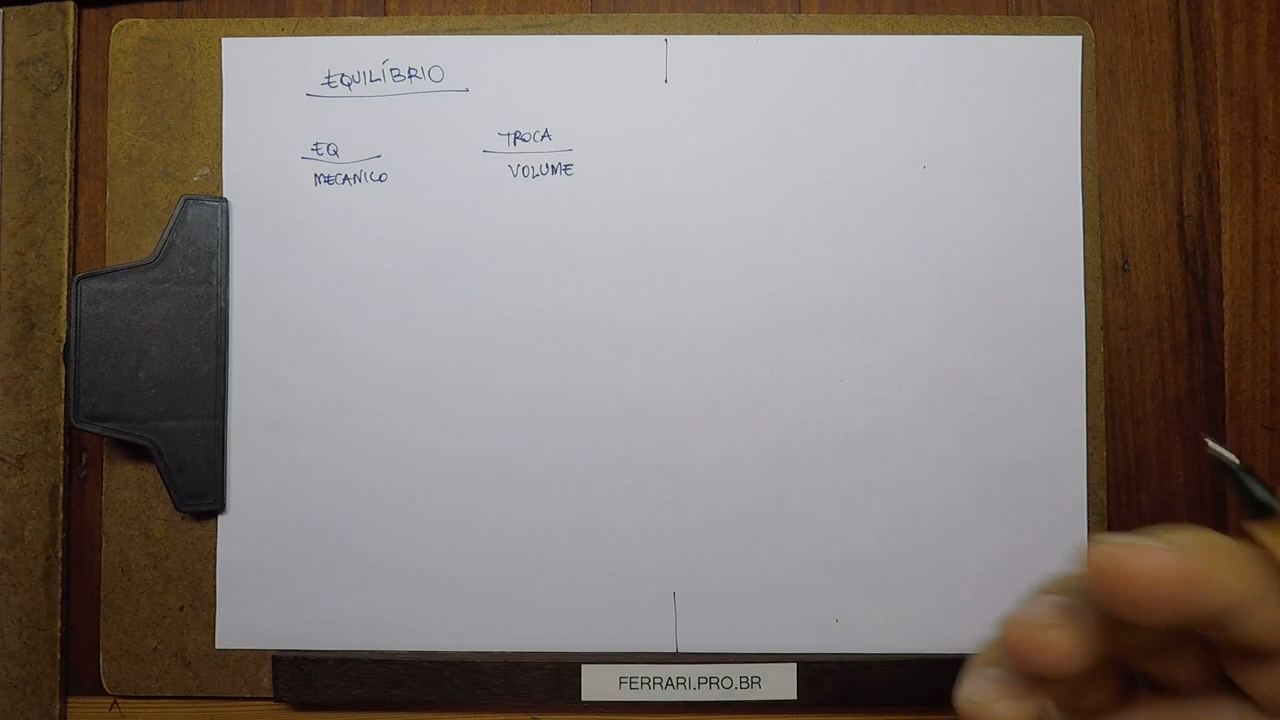 EQUILÍBRIO
EQ
MECANICO
TROCA
VOLUME
FERRARI.PRO.BR